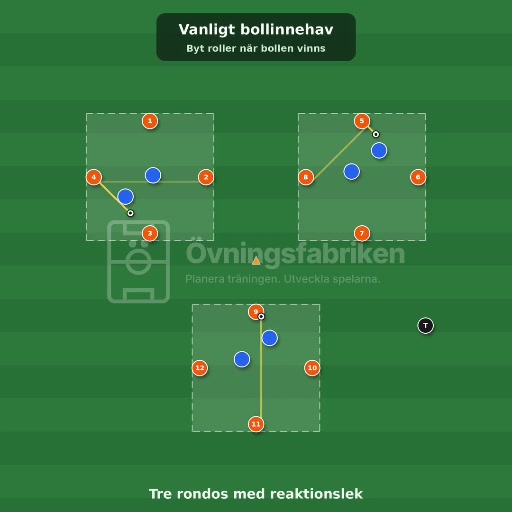 Vanligt bollinnehav
Byt roller när bollen vinns
1
5
4
2
8
6
3
7
Övningsfabriken
Planera träningen. Utveckla spelarna.
9
T
12
10
11
Tre rondos med reaktionslek